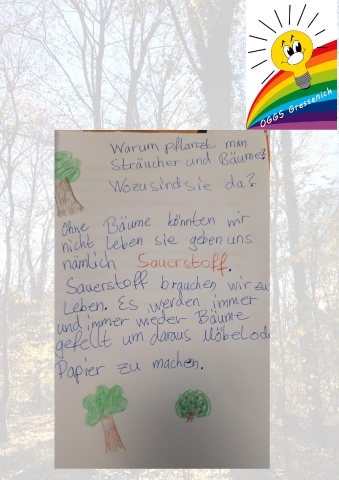 OGGS Gressenich
Warum pflanzt man
Sträucher und Bäume?
Wozu sind sie da?
Ohne Bäume könnten wir
nicht Leben sie geben uns
nämlich Sauerstoff.
Sauerstoff brauchen wir zu
Leben. Es werden immer
und immer wieder Bäume
gefellt um daraus Möbel od
Papier zu machen.